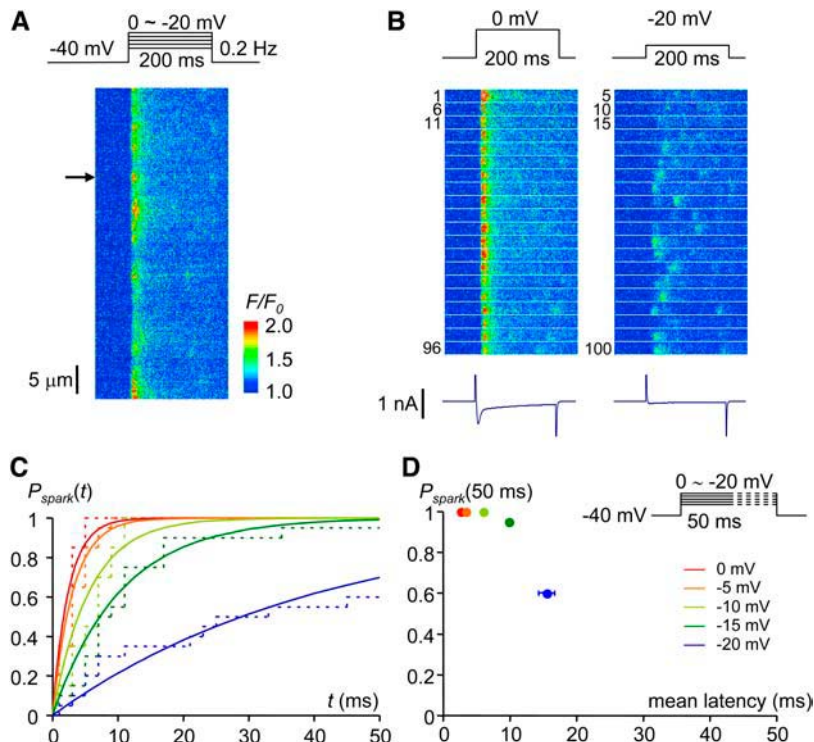 A
0 ~ -20 mV
-40 mV
0.2 Hz
200 ms
F/F0
2.0
1.5
1.0
5 μm
B
0 mV
-20 mV
200 ms
200 ms
1
6
11
96
5
10
15
100
1 nA
C
Pspark(t)
1
0.8
0.6
0.4
0.2
0
t (ms)
0 10 20 30 40 50
D
Pspark(50 ms)
0 ~ -20 mV
-40 mV
50 ms
1
0.8
0.6
0.4
0.2
0
0 mV
-5 mV
-10 mV
-15 mV
-20 mV
mean latency (ms)
0 10 20 30 40 50